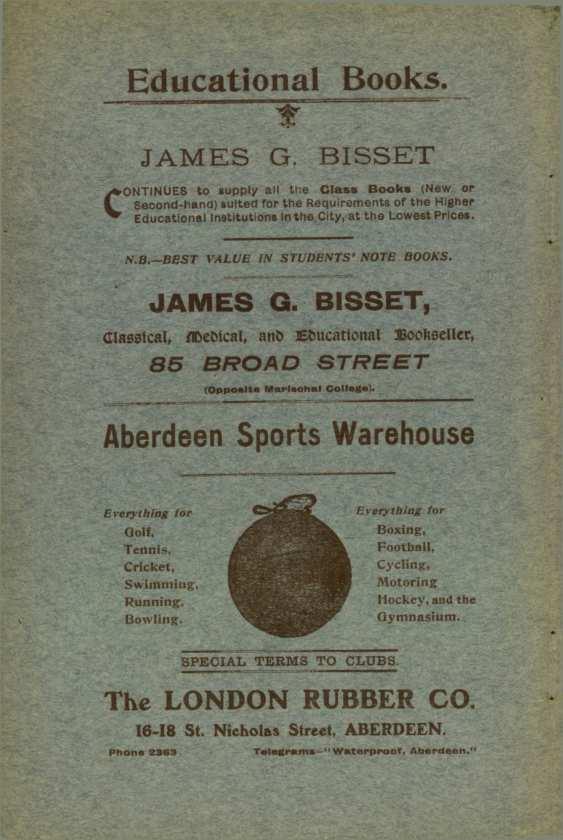 Educational Books.
JAMES G. BISSET
CONTINUES to supply all the Class Books (New or
Second-hand) suited for the Requirements of the Higher
Educational Institutions in the City, at the Lowest Prices.
N.B.—BEST VALUE IN STUDENTS' NOTE BOOKS.
JAMES G. BISSET,
Classical, Medical, and Educational Bookseller,
85 BROAD STREET
(Opposite Marischal College).
Aberdeen Sports Warehouse
Everything for
Golf,
Tennis,
Cricket,
Swimming,
Running.
Bowling.
Everything for
Boxing,
Football,
Cycling,
Motoring
Hockey, and the
Gymnasium.
SPECIAL TERMS TO CLUBS.
The LONDON RUBBER CO.
16-18 St. Nicholas Street, ABERDEEN.
Phone 2363 Telegrams—"Waterproof, Aberdeen."